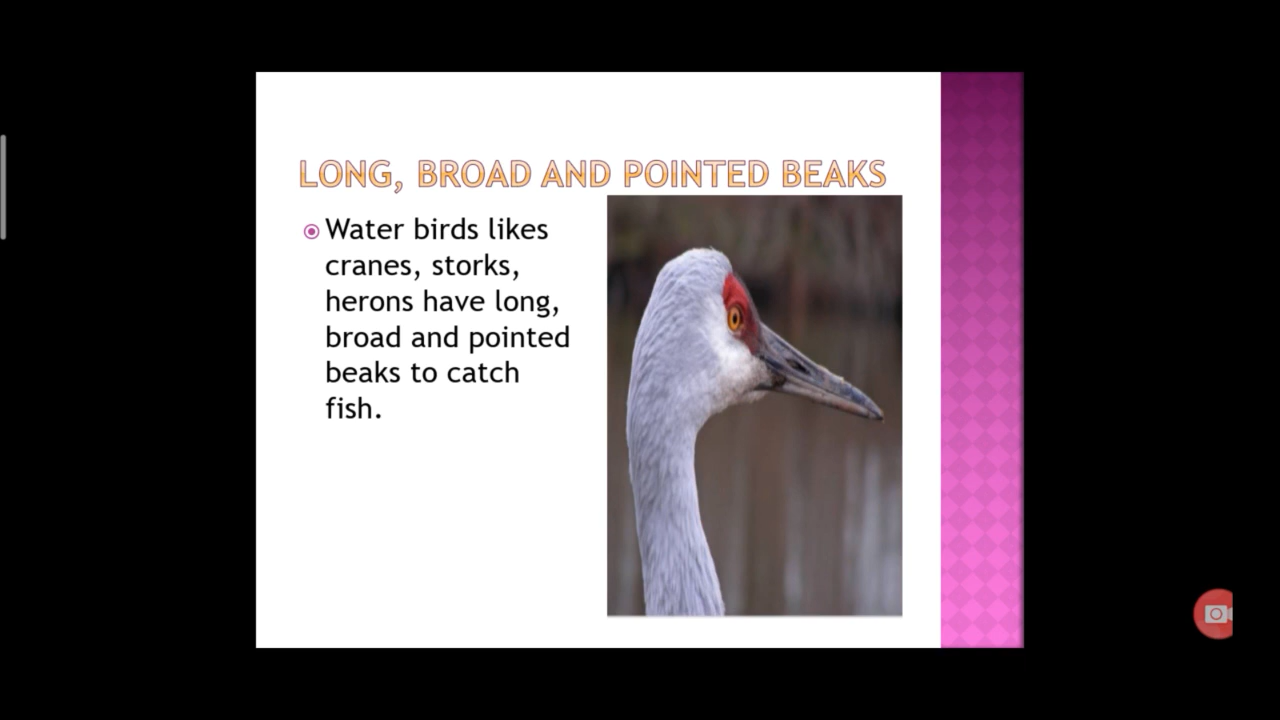 LONG, BROAD AND POINTED BEAKS
Water birds likes
cranes, storks,
herons have long,
broad and pointed
beaks to catch
fish.